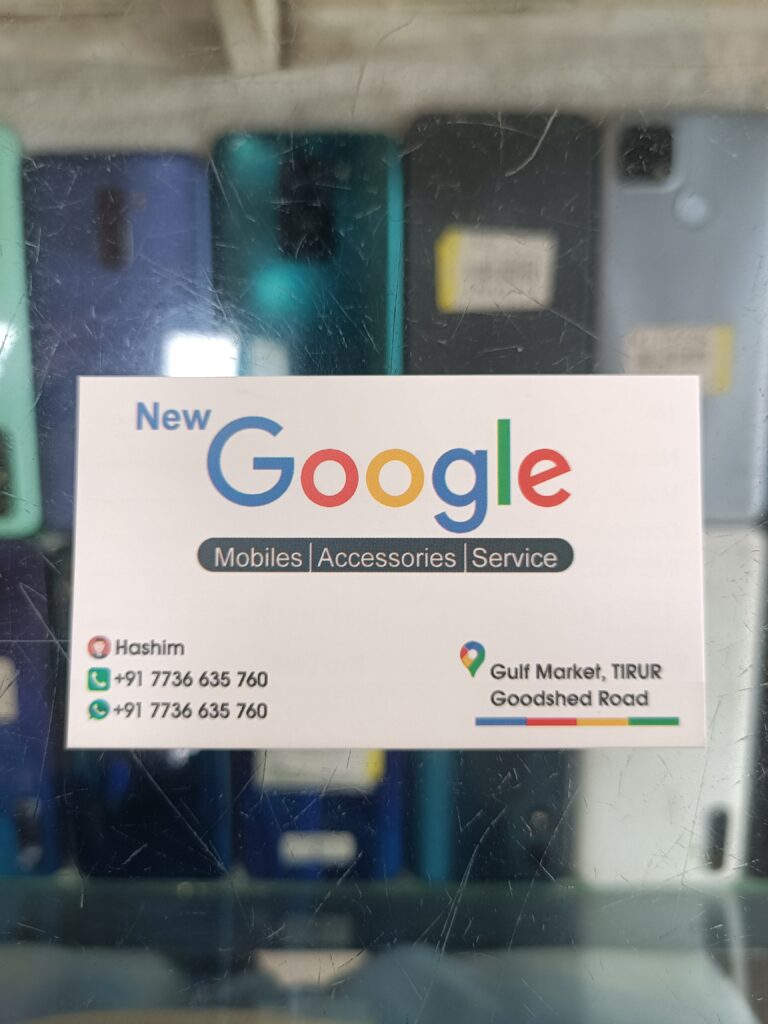 New
Google
Mobiles | Accessories | Service
Hashim
+91 7736 635 760
+91 7736 635 760
Gulf Market, TIRUR
Goodshed Road